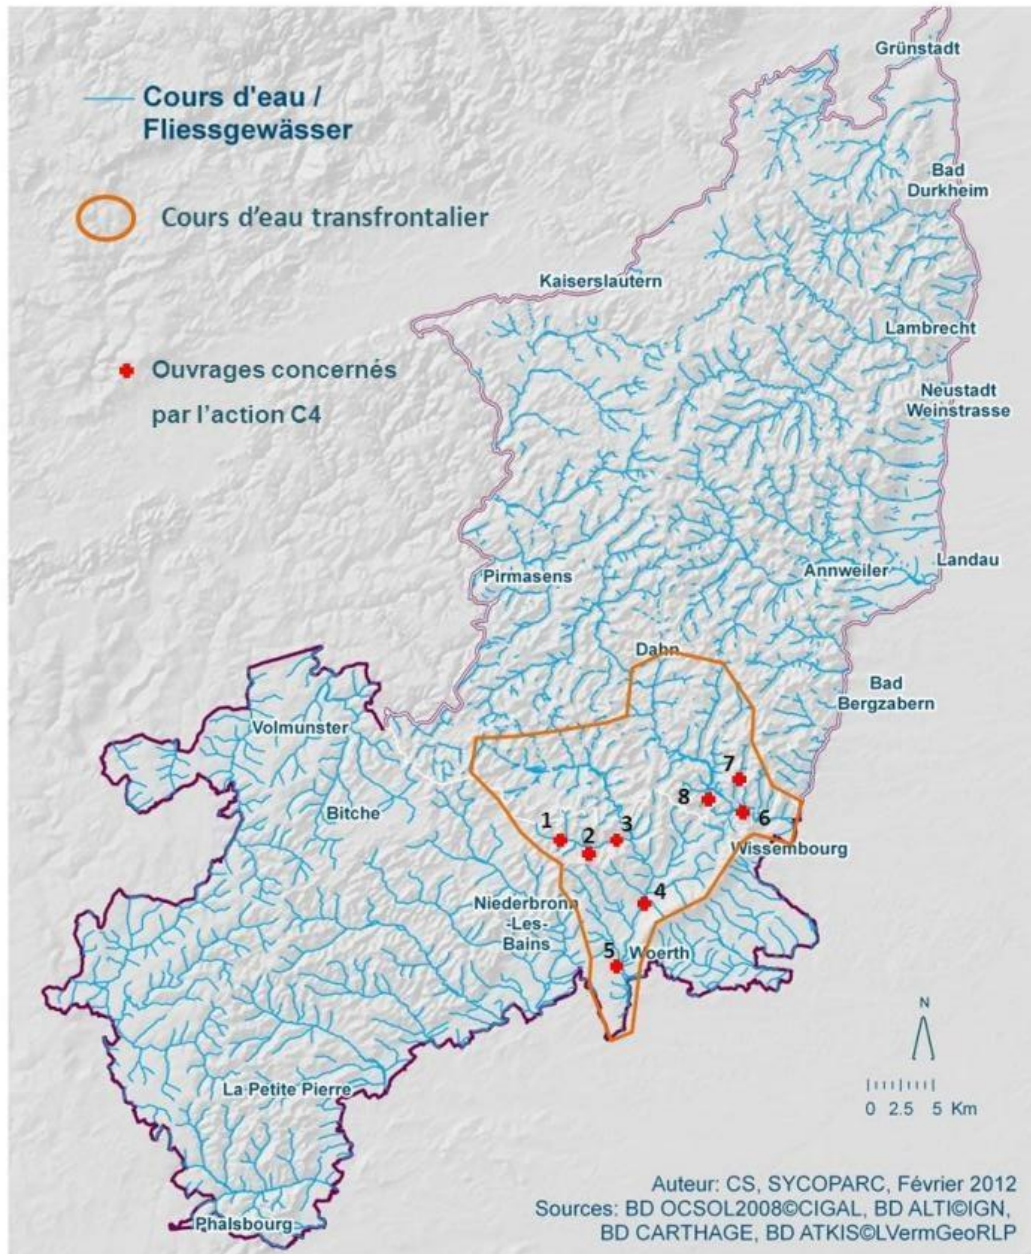 Grünstadt
Cours d'eau /
Fliessgewässer
Bad
Durkheim
Cours d'eau transfrontalier
Kaiserslautern
Lambrecht
Ouvrages concernés
par l'action C4
Neustadt
Weinstrasse
Pirmasens
Annweiler
Landau
Dahn
Bad
Bergzabern
Volmunster
Bitche
7
8
6
1
2
3
Wissembourg
4
Niederbronn
-Les-
Bains
5
Woerth
N
La Petite Pierre
0 2.5 5 Km
Phalsbourg
Auteur: CS, SYCOPARC, Février 2012
Sources: BD OCSOL2008©CIGAL, BD ALTI©IGN,
BD CARTHAGE, BD ATKIS©LVermGeoRLP